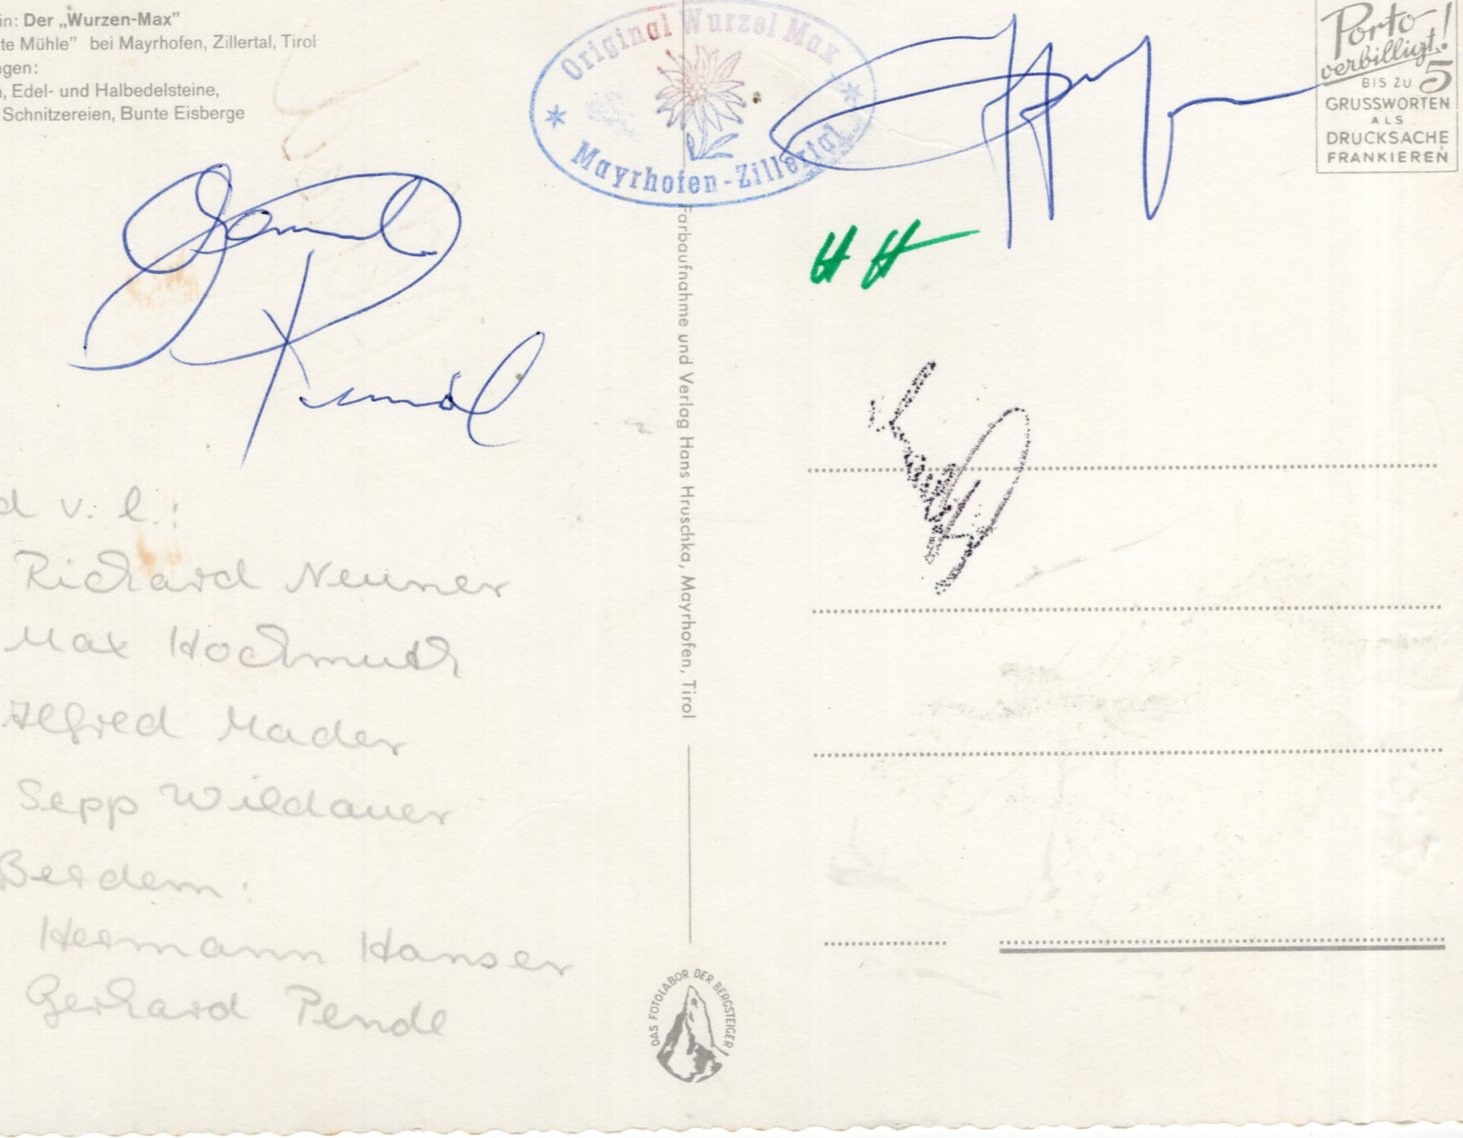 in: Der „Wurzen-Max”
te Mühle” bei Mayrhofen, Zillertal, Tirol
gen:
, Edel- und Halbedelsteine,
Schnitzereien, Bunte Eisberge
Original Wurzel Max
Mayrhofen-Zillertal
Porto
verbilligt!
BIS ZU 5
GRUSSWORTEN
ALS
DRUCKSACHE
FRANKIEREN
HH
Farbaufnahme und Verlag Hans Hruschka, Mayrhofen, Tirol
d v. l.:
Richard Neuner
Max Hochmuth
Alfred Mader
Sepp Wildauer
Beidem:
Hermann Hanser
Gerhard Pendl
DAS FOTOLABOR DER BERGSTEIGER!